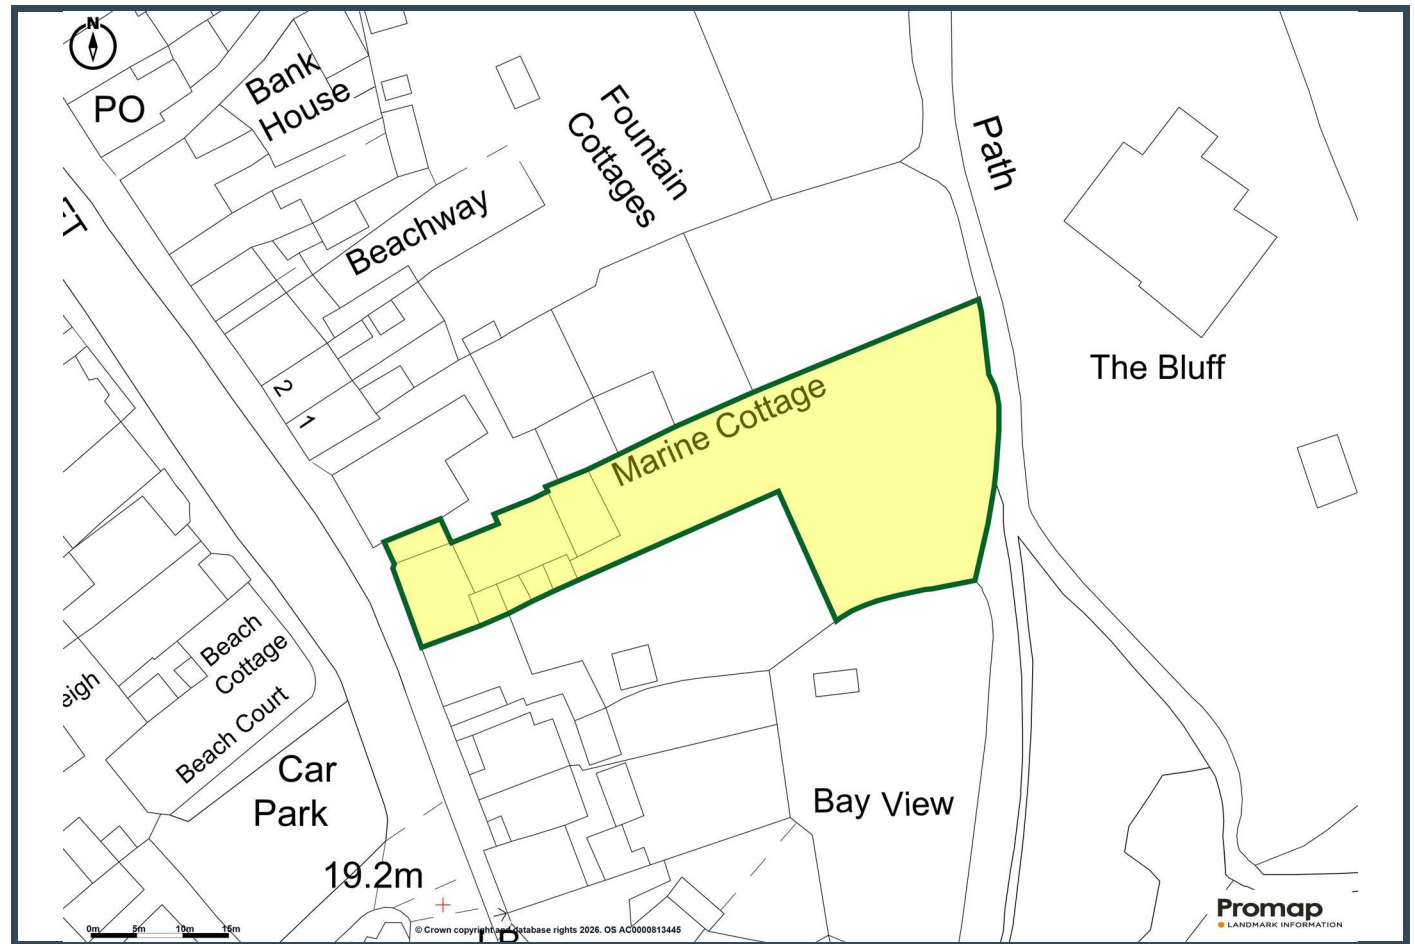 N
PO
Bank
House
Fountain
Cottages
Path
Beachway
2
1
Marine Cottage
The Bluff
Beach
Cottage
Beach Court
Car
Park
Bay View
19.2m
0m 5m 10m 15m
© Crown copyright and database rights 2026. OS AC0000813445
Promap
LANDMARK INFORMATION